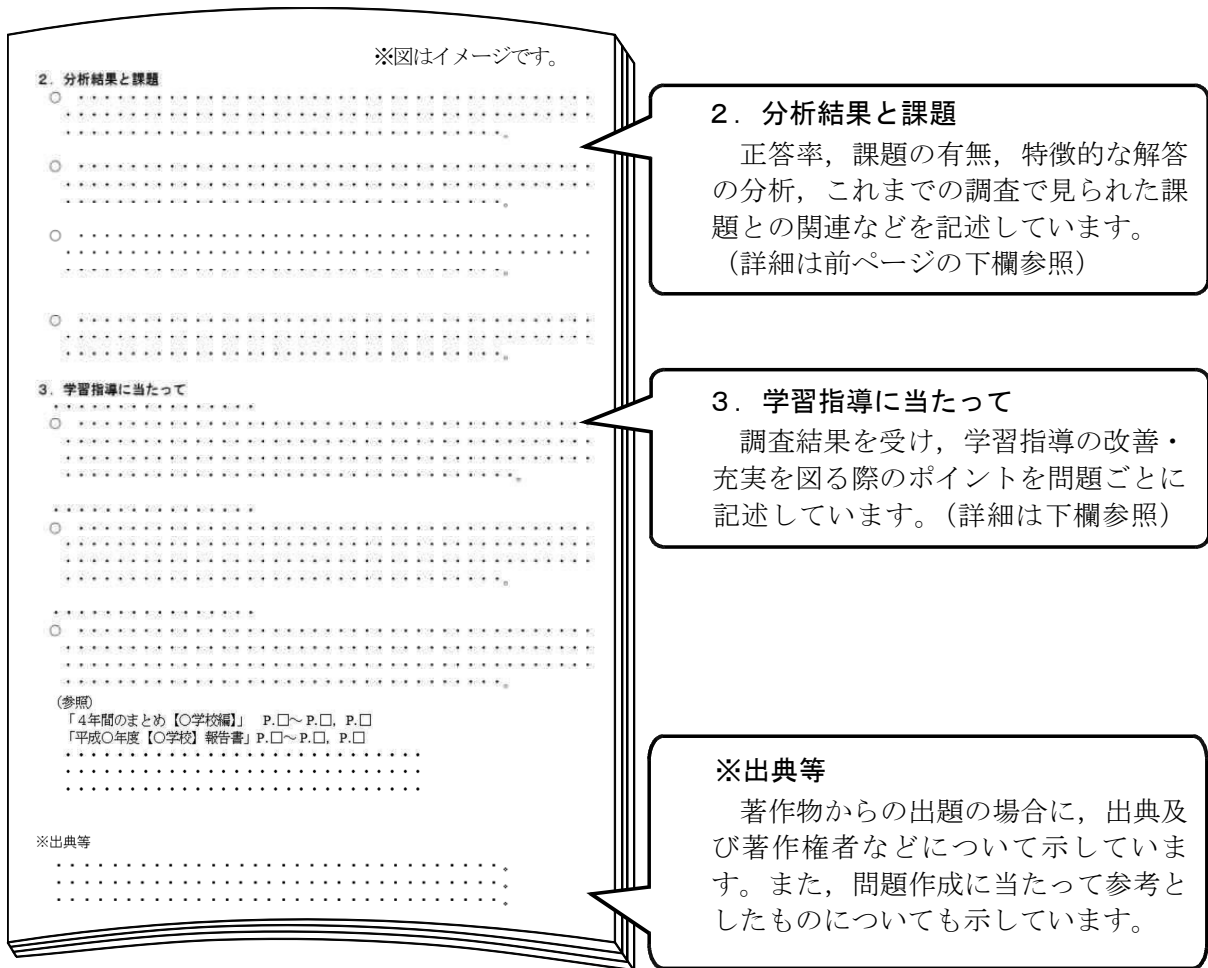 ※図はイメージです。
2．分析結果と課題
3．学習指導に当たって
(参照)
「４年間のまとめ【○学校編】」 P.□～P.□，P.□
「平成○年度【○学校】報告書」P.□～P.□，P.□
※出典等
２．分析結果と課題
正答率，課題の有無，特徴的な解答
の分析，これまでの調査で見られた課
題との関連などを記述しています。
（詳細は前ページの下欄参照）
３．学習指導に当たって
調査結果を受け，学習指導の改善・
充実を図る際のポイントを問題ごとに
記述しています。（詳細は下欄参照）
※出典等
著作物からの出題の場合に，出典及
び著作権者などについて示していま
す。また，問題作成に当たって参考と
したものについても示しています。